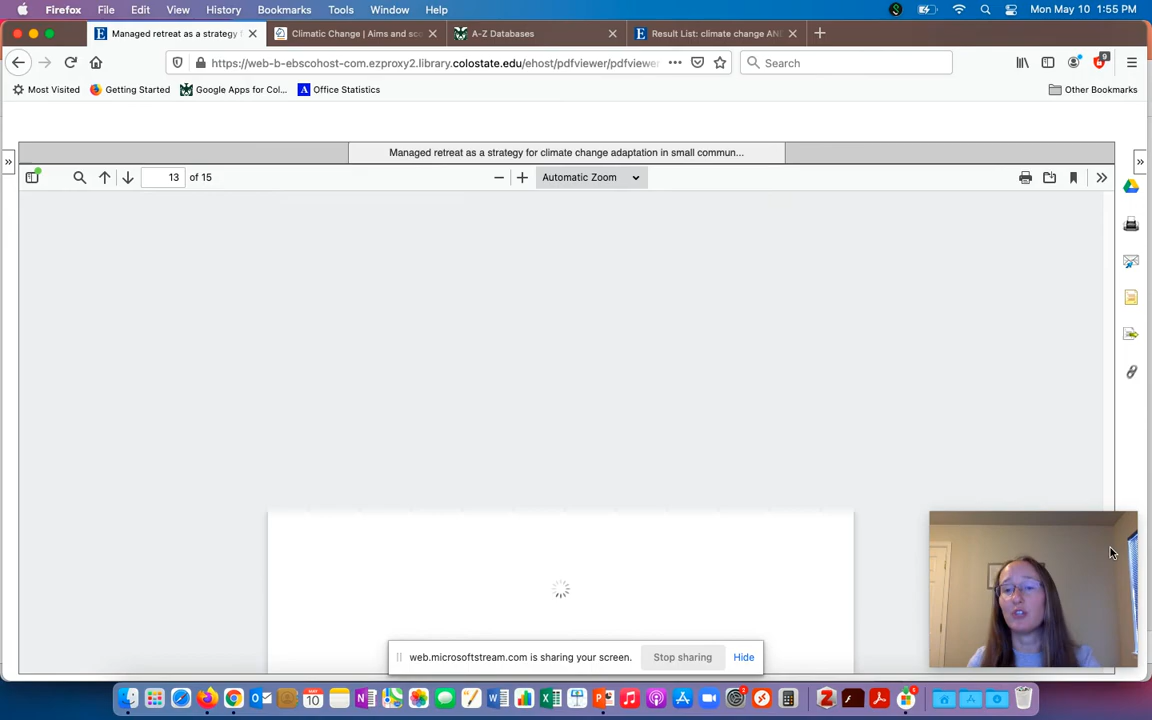 Firefox File Edit View History Bookmarks Tools Window Help Mon May 10 1:55 PM
Managed retreat as a strategy f Climatic Change | Aims and sco A-Z Databases Result List: climate change AN
https://web-b-ebscohost-com.ezproxy2.library.colostate.edu/ehost/pdfviewer/pdfviewe Search 9
Most Visited Getting Started Google Apps for Col... Office Statistics Other Bookmarks
Managed retreat as a strategy for climate change adaptation in small commun...
13 of 15 Automatic Zoom
web.microsoftstream.com is sharing your screen. Stop sharing Hide